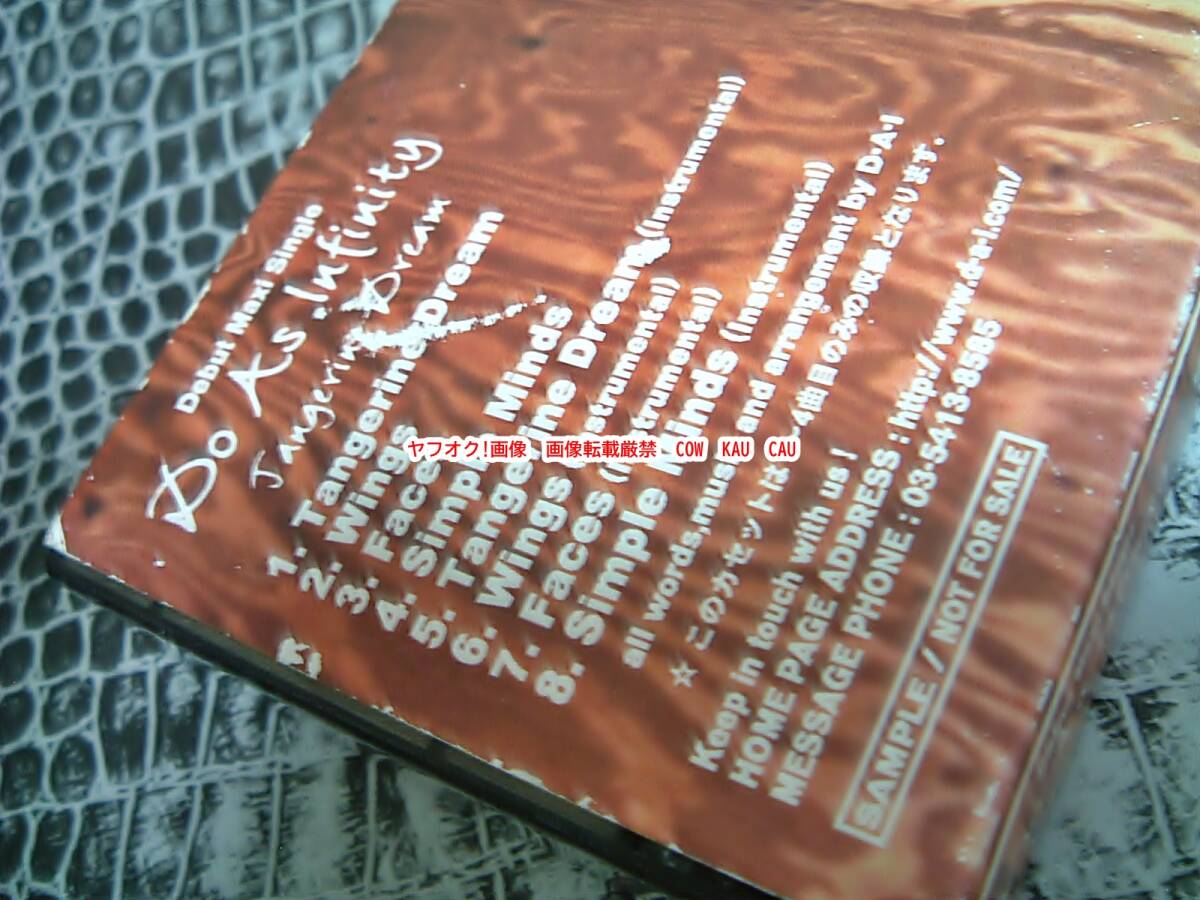 Debut Maxi Single
Do As Infinity
Tangerine Dream
1. Tangerine Dream
2. Wings
3. Faces
4. Simple Minds
5. Tangerine Dream (Instrumental)
6. Wings (Instrumental)
7. Faces (Instrumental)
8. Simple Minds (Instrumental)
all words,music and arrangement by D・A・I
☆ このカセットは1〜4曲目のみの収録となります。
Keep in touch with us !
HOME PAGE ADDRESS : http://www.d-a-i.com/
MESSAGE PHONE : 03-5413-8565
SAMPLE / NOT FOR SALE
ヤフオク!画像 画像転載厳禁 COW KAU CAU